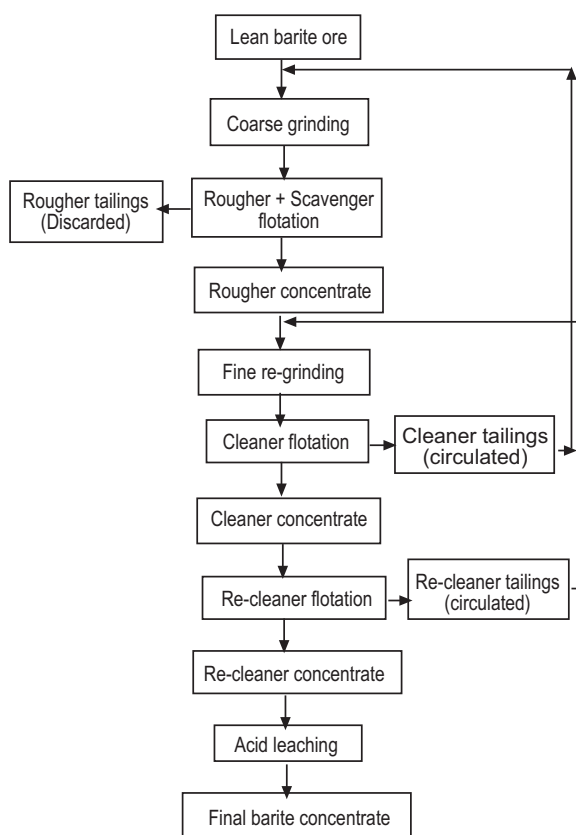 Lean barite ore
Coarse grinding
Rougher tailings
(Discarded)
Rougher + Scavenger
flotation
Rougher concentrate
Fine re-grinding
Cleaner flotation
Cleaner tailings
(circulated)
Cleaner concentrate
Re-cleaner flotation
Re-cleaner tailings
(circulated)
Re-cleaner concentrate
Acid leaching
Final barite concentrate